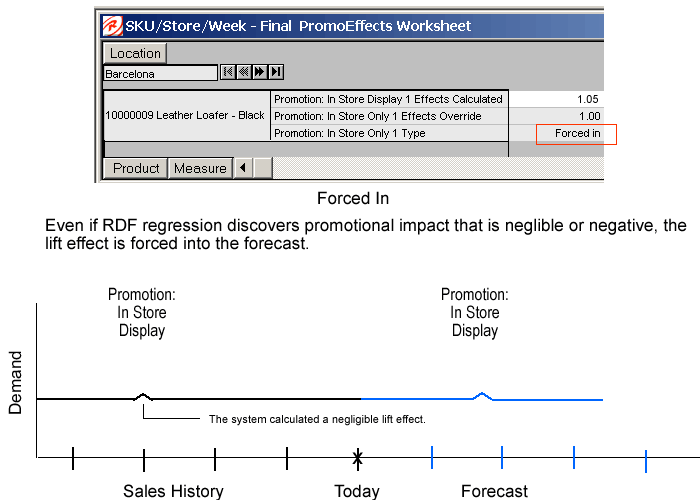 SKU/Store/Week - Final PromoEffects Worksheet
Location
Barcelona
Promotion: In Store Display 1 Effects Calculated 1.05
10000009 Leather Loafer - Black Promotion: In Store Only 1 Effects Override 1.00
Promotion: In Store Only 1 Type Forced in
Product Measure
Forced In
Even if RDF regression discovers promotional impact that is neglible or negative, the
lift effect is forced into the forecast.
Promotion: Promotion:
In Store In Store
Display Display
Demand
The system calculated a negligible lift effect.
Sales History Today Forecast